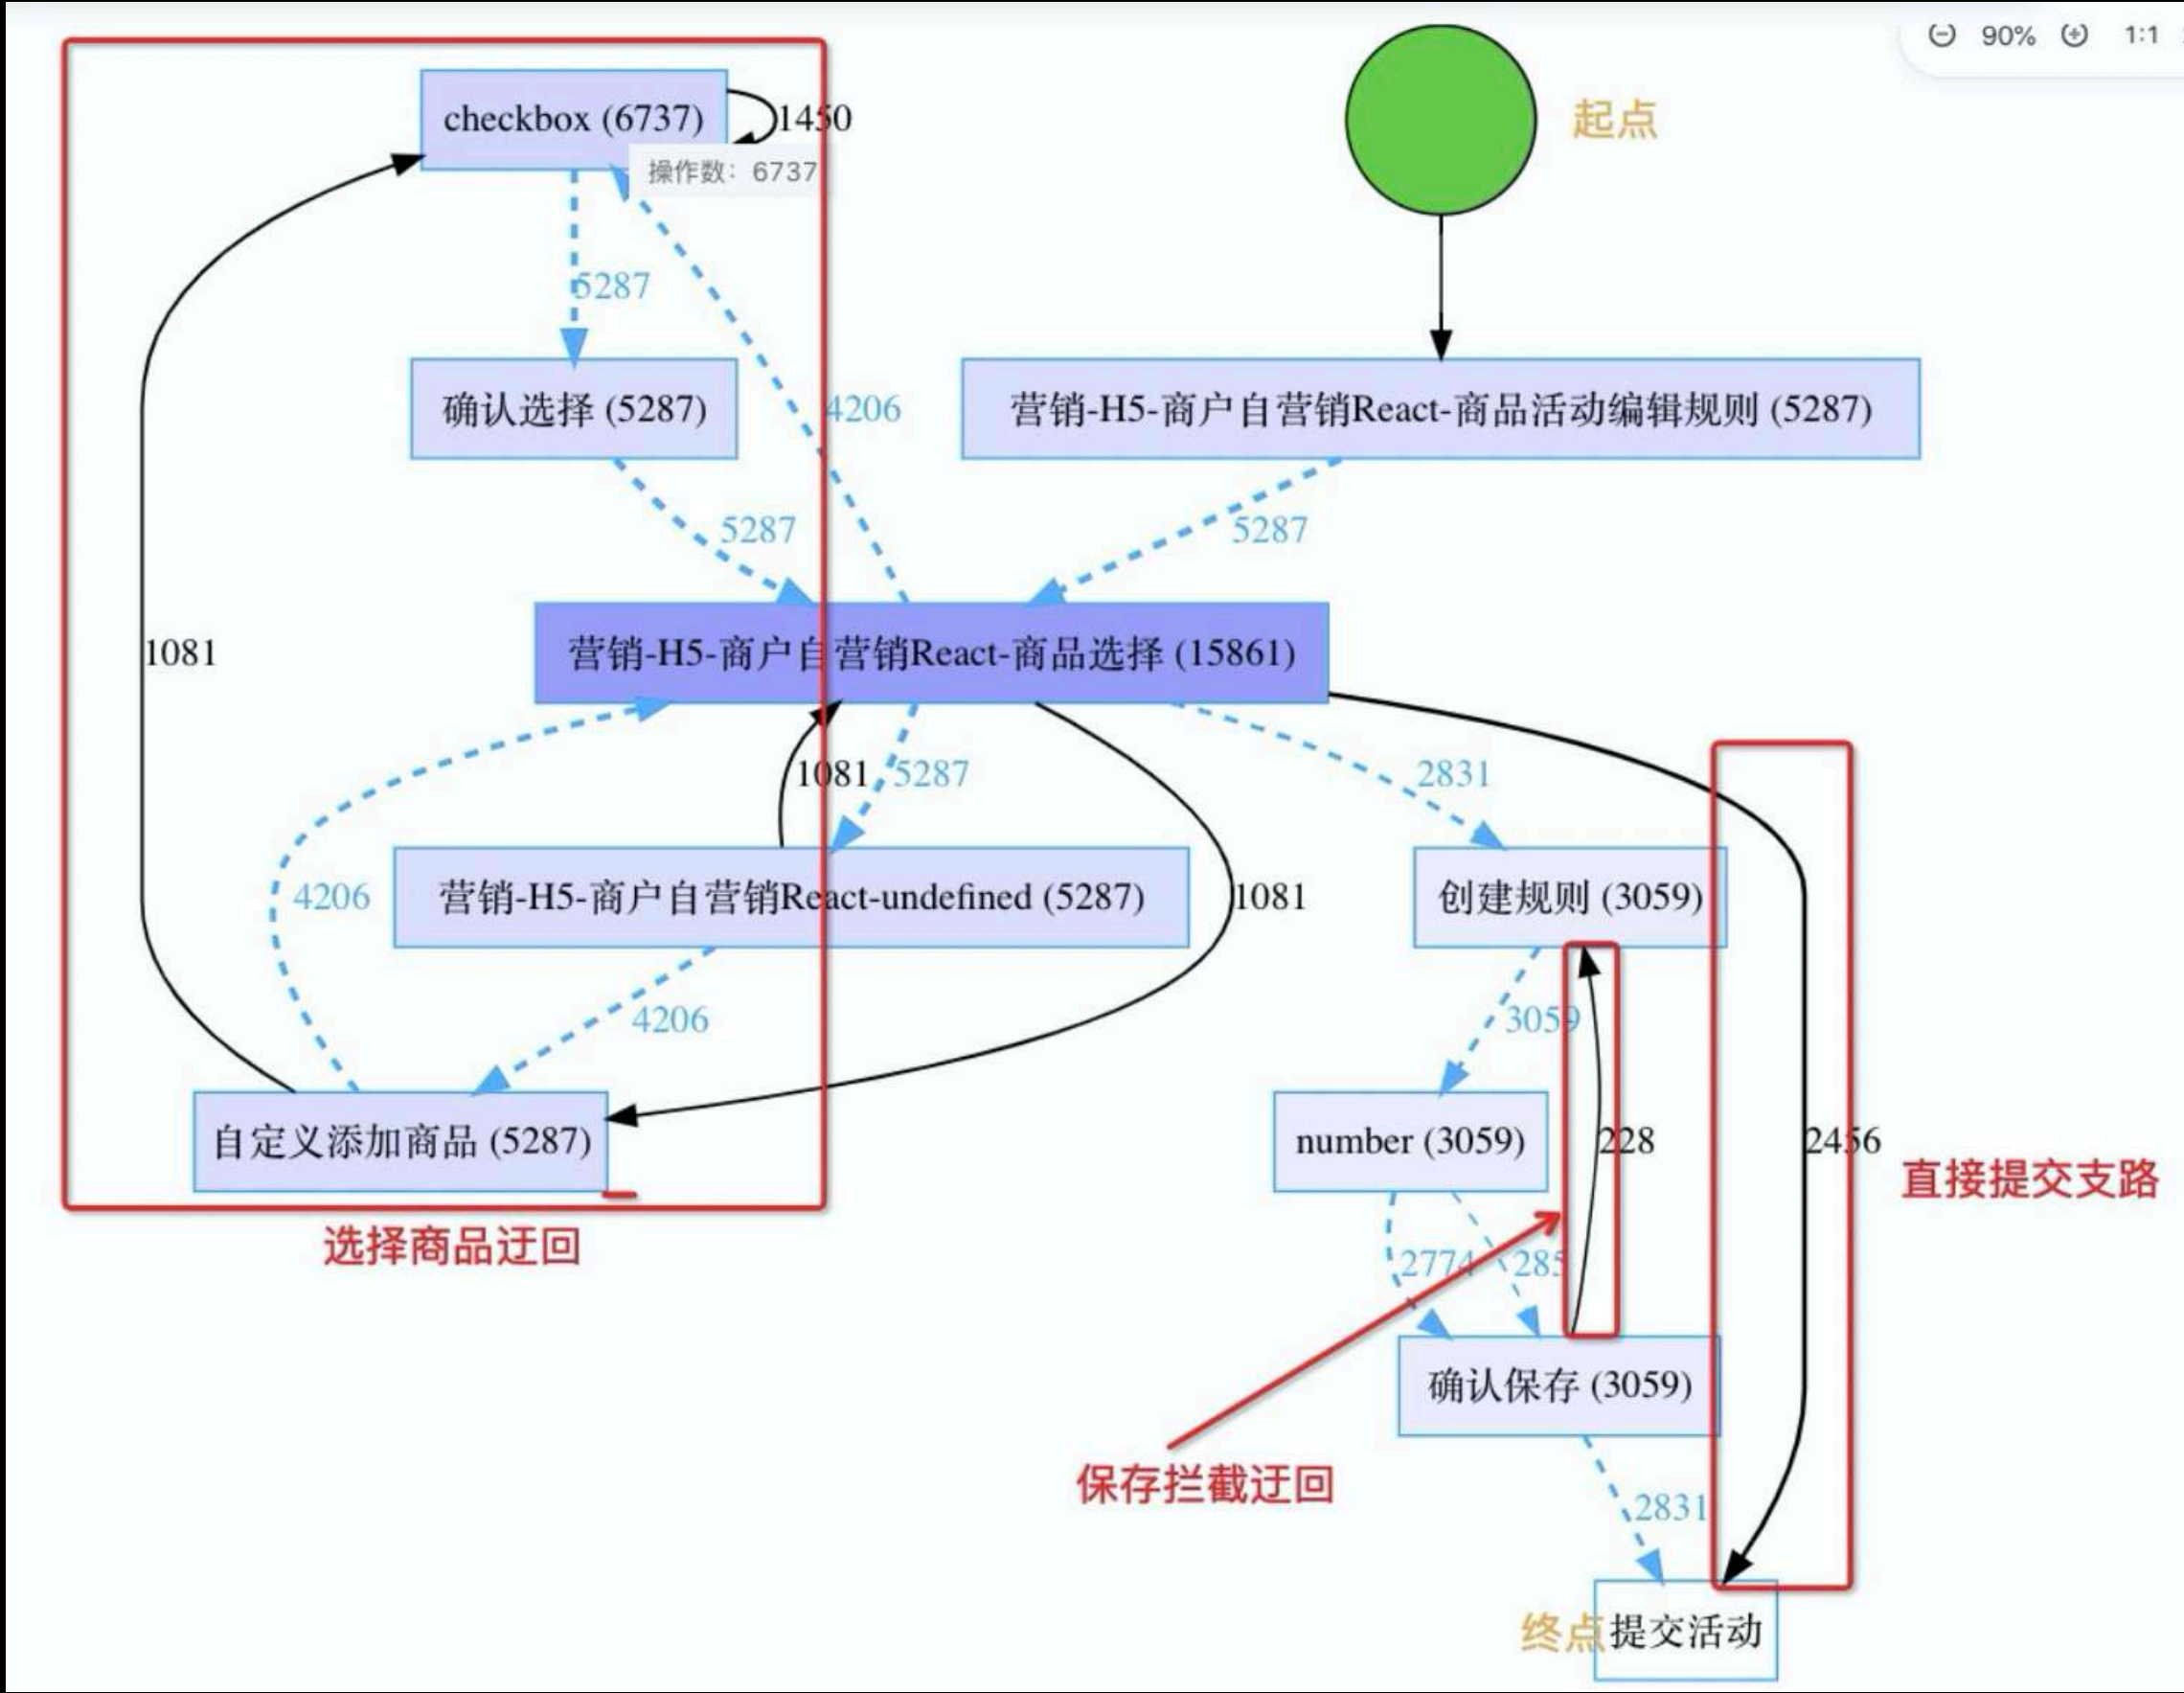 90%
1:1
checkbox (6737)
1450
起点
操作数：6737
5287
确认选择 (5287)
4206
营销-H5-商户自营销React-商品活动编辑规则 (5287)
5287
5287
营销-H5-商户自营销React-商品选择 (15861)
1081
1081
5287
2831
4206
营销-H5-商户自营销React-undefined (5287)
1081
创建规则 (3059)
4206
3059
自定义添加商品 (5287)
number (3059)
228
2456
直接提交支路
选择商品迂回
2774
285
确认保存 (3059)
保存拦截迂回
2831
终点
提交活动